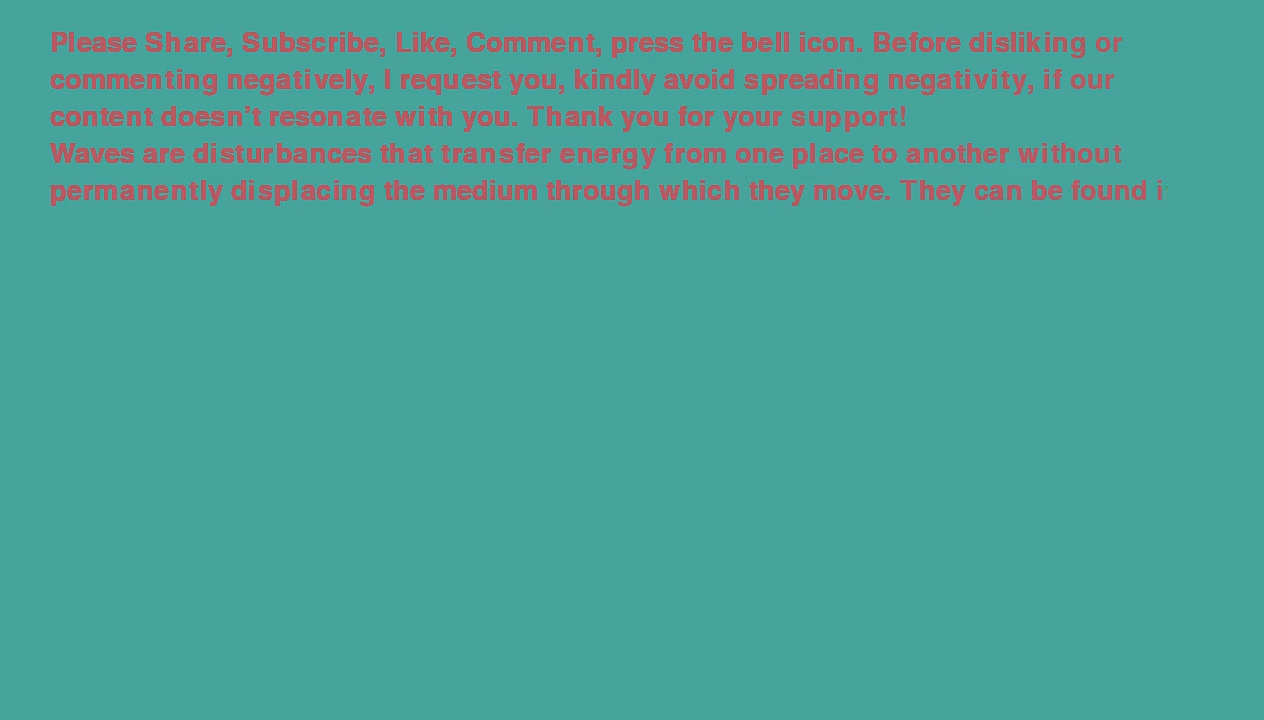 Please Share, Subscribe, Like, Comment, press the bell icon. Before disliking or
commenting negatively, I request you, kindly avoid spreading negativity, if our
content doesn't resonate with you. Thank you for your support!
Waves are disturbances that transfer energy from one place to another without
permanently displacing the medium through which they move. They can be found i